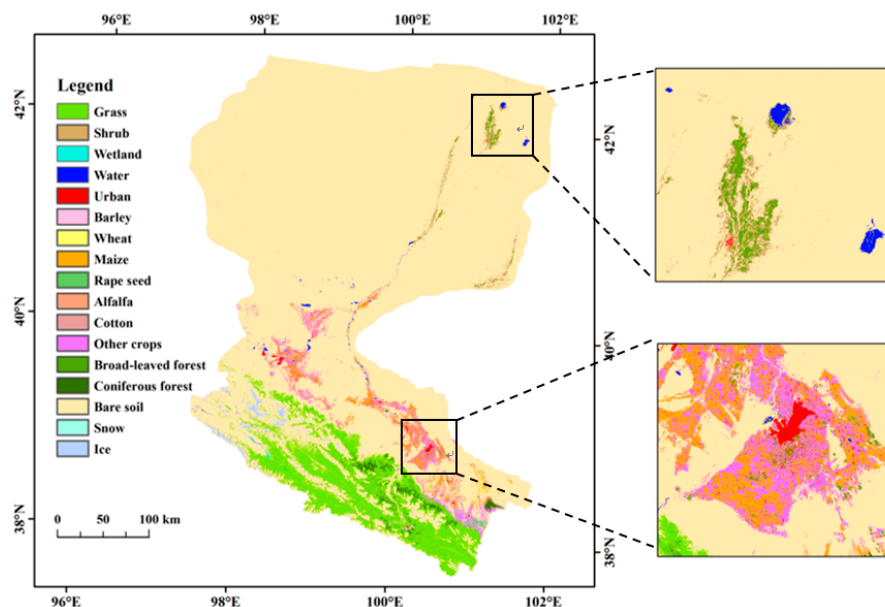 96°E 98°E 100°E 102°E
42°N
40°N
38°N
42°N
40°N
38°N
Legend
Grass
Shrub
Wetland
Water
Urban
Barley
Wheat
Maize
Rape seed
Alfalfa
Cotton
Other crops
Broad-leaved forest
Coniferous forest
Bare soil
Snow
Ice
0 50 100 km
96°E 98°E 100°E 102°E